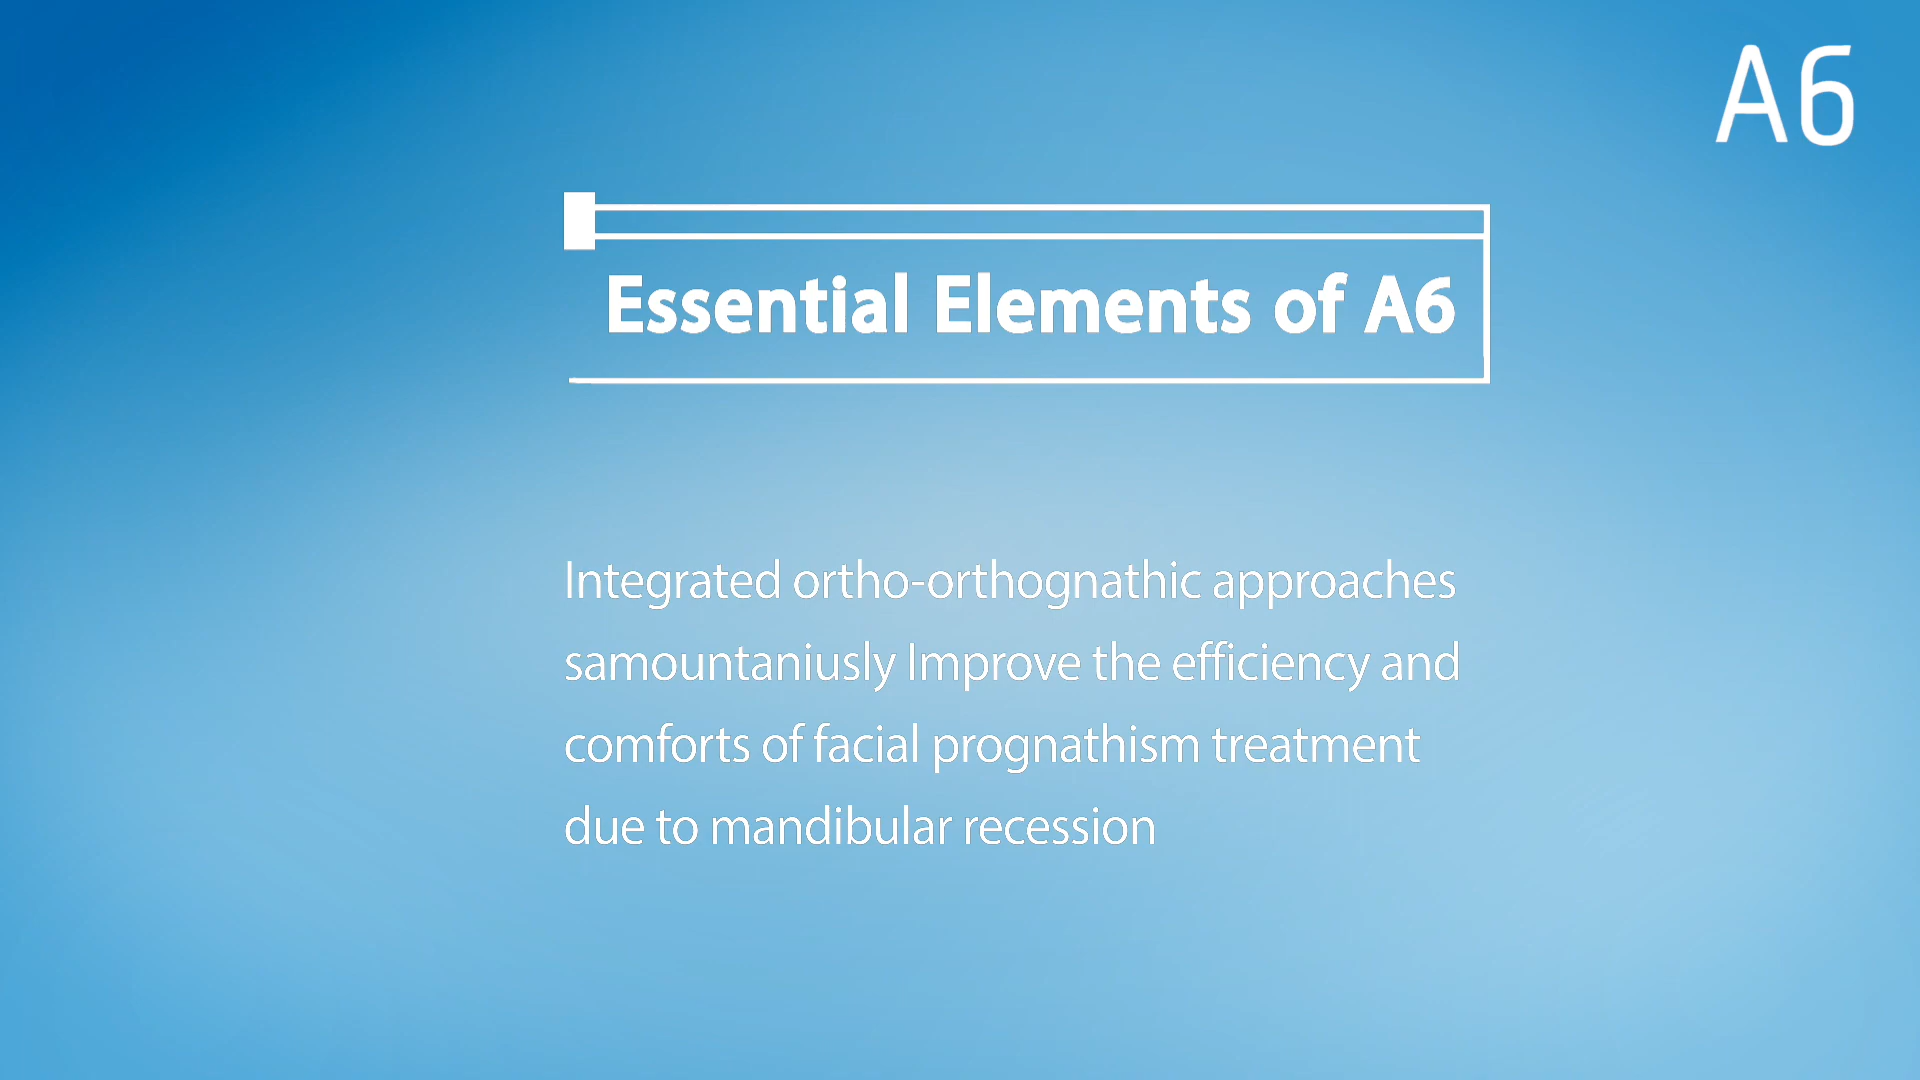 A6
Essential Elements of A6
Integrated ortho-orthognathic approaches
samountaniusly Improve the efficiency and
comforts of facial prognathism treatment
due to mandibular recession